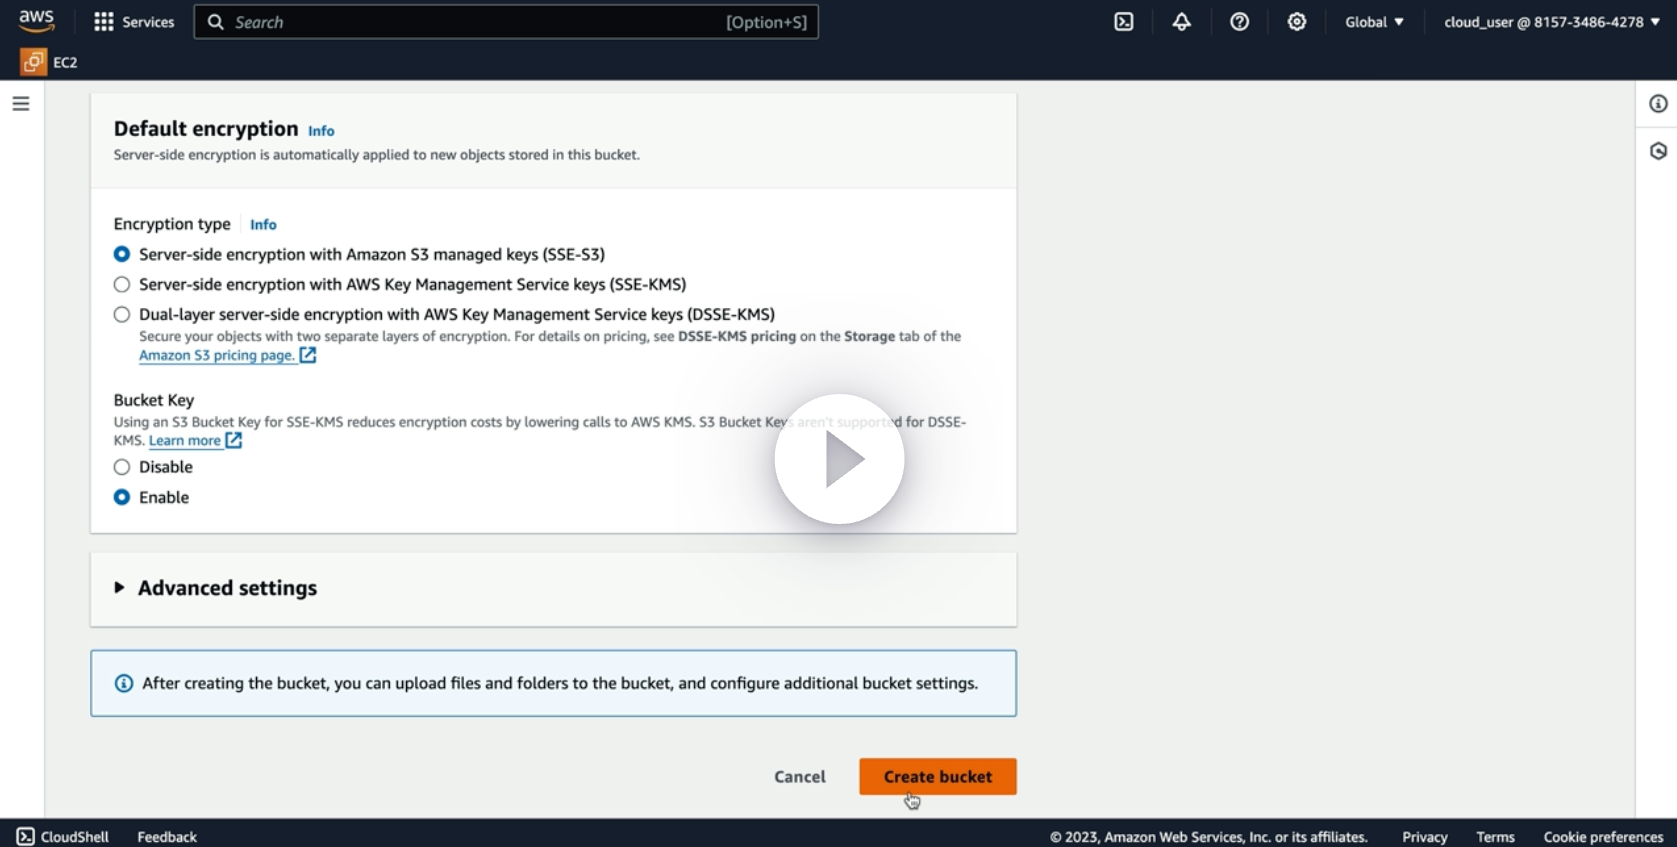 aws
Services
Search
[Option+S]
Global
cloud_user @ 8157-3486-4278
EC2
Default encryption Info
Server-side encryption is automatically applied to new objects stored in this bucket.
Encryption type Info
Server-side encryption with Amazon S3 managed keys (SSE-S3)
Server-side encryption with AWS Key Management Service keys (SSE-KMS)
Dual-layer server-side encryption with AWS Key Management Service keys (DSSE-KMS)
Secure your objects with two separate layers of encryption. For details on pricing, see DSSE-KMS pricing on the Storage tab of the
Amazon S3 pricing page.
Bucket Key
Using an S3 Bucket Key for SSE-KMS reduces encryption costs by lowering calls to AWS KMS. S3 Bucket Keys aren't supported for DSSE-
KMS. Learn more
Disable
Enable
Advanced settings
After creating the bucket, you can upload files and folders to the bucket, and configure additional bucket settings.
Cancel
Create bucket
CloudShell
Feedback
© 2023, Amazon Web Services, Inc. or its affiliates.
Privacy
Terms
Cookie preferences